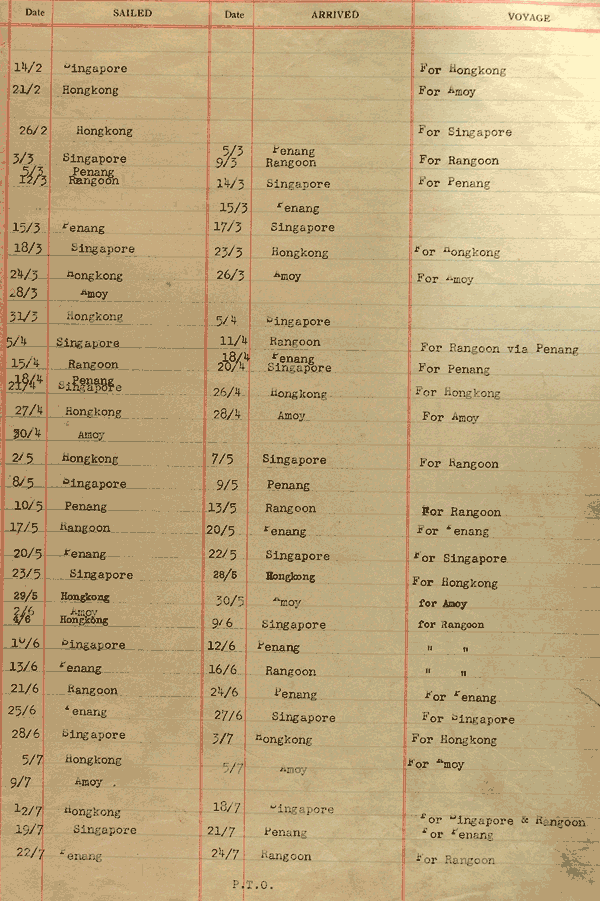 Date SAILED Date ARRIVED VOYAGE
14/2 Singapore For Hongkong
21/2 Hongkong For Amoy
26/2 Hongkong For Singapore
5/3 Penang
3/3 Singapore 9/3 Rangoon For Rangoon
5/3 Penang
12/3 Rangoon 14/3 Singapore For Penang
15/3 Penang
15/3 Penang 17/3 Singapore
18/3 Singapore 23/3 Hongkong For Hongkong
24/3 Hongkong 26/3 Amoy For Amoy
28/3 Amoy
31/3 Hongkong 5/4 Singapore
5/4 Singapore 11/4 Rangoon For Rangoon via Penang
18/4 Penang
15/4 Rangoon 20/4 Singapore For Penang
18/4 Penang
21/4 Singapore 26/4 Hongkong For Hongkong
27/4 Hongkong 28/4 Amoy For Amoy
30/4 Amoy
2/5 Hongkong 7/5 Singapore For Rangoon
8/5 Singapore 9/5 Penang
10/5 Penang 13/5 Rangoon For Rangoon
17/5 Rangoon 20/5 Penang For Penang
20/5 Penang 22/5 Singapore For Singapore
23/5 Singapore 28/5 Hongkong For Hongkong
29/5 Hongkong 30/5 Amoy for Amoy
2/6 Amoy
4/6 Hongkong 9/6 Singapore for Rangoon
10/6 Singapore 12/6 Penang " "
13/6 Penang 16/6 Rangoon " "
21/6 Rangoon 24/6 Penang For Penang
25/6 Penang 27/6 Singapore For Singapore
28/6 Singapore 3/7 Hongkong For Hongkong
5/7 Hongkong 5/7 Amoy For Amoy
9/7 Amoy .
12/7 Hongkong 18/7 Singapore For Singapore & Rangoon
19/7 Singapore 21/7 Penang For Penang
22/7 Penang 24/7 Rangoon For Rangoon
P.T.O.